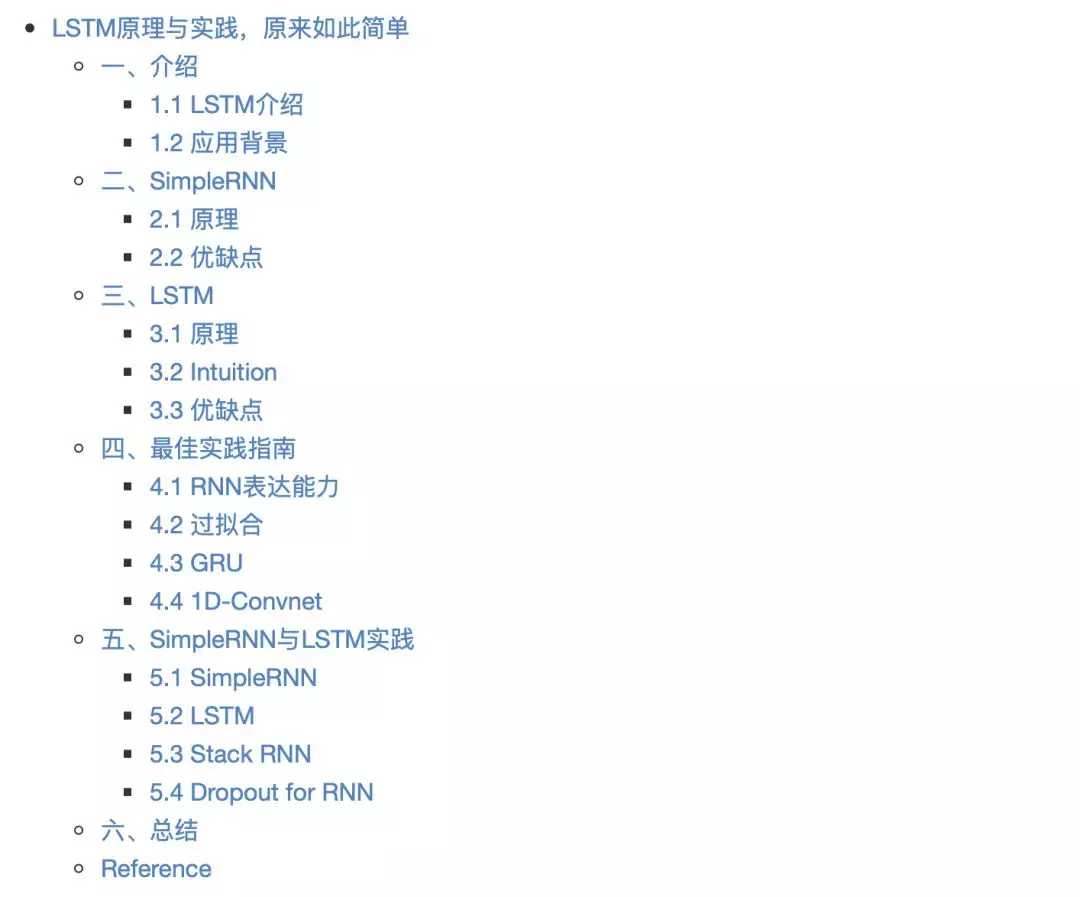 LSTM原理与实践，原来如此简单
一、介绍
1.1 LSTM介绍
1.2 应用背景
二、SimpleRNN
2.1 原理
2.2 优缺点
三、LSTM
3.1 原理
3.2 Intuition
3.3 优缺点
四、最佳实践指南
4.1 RNN表达能力
4.2 过拟合
4.3 GRU
4.4 1D-Convnet
五、SimpleRNN与LSTM实践
5.1 SimpleRNN
5.2 LSTM
5.3 Stack RNN
5.4 Dropout for RNN
六、总结
Reference